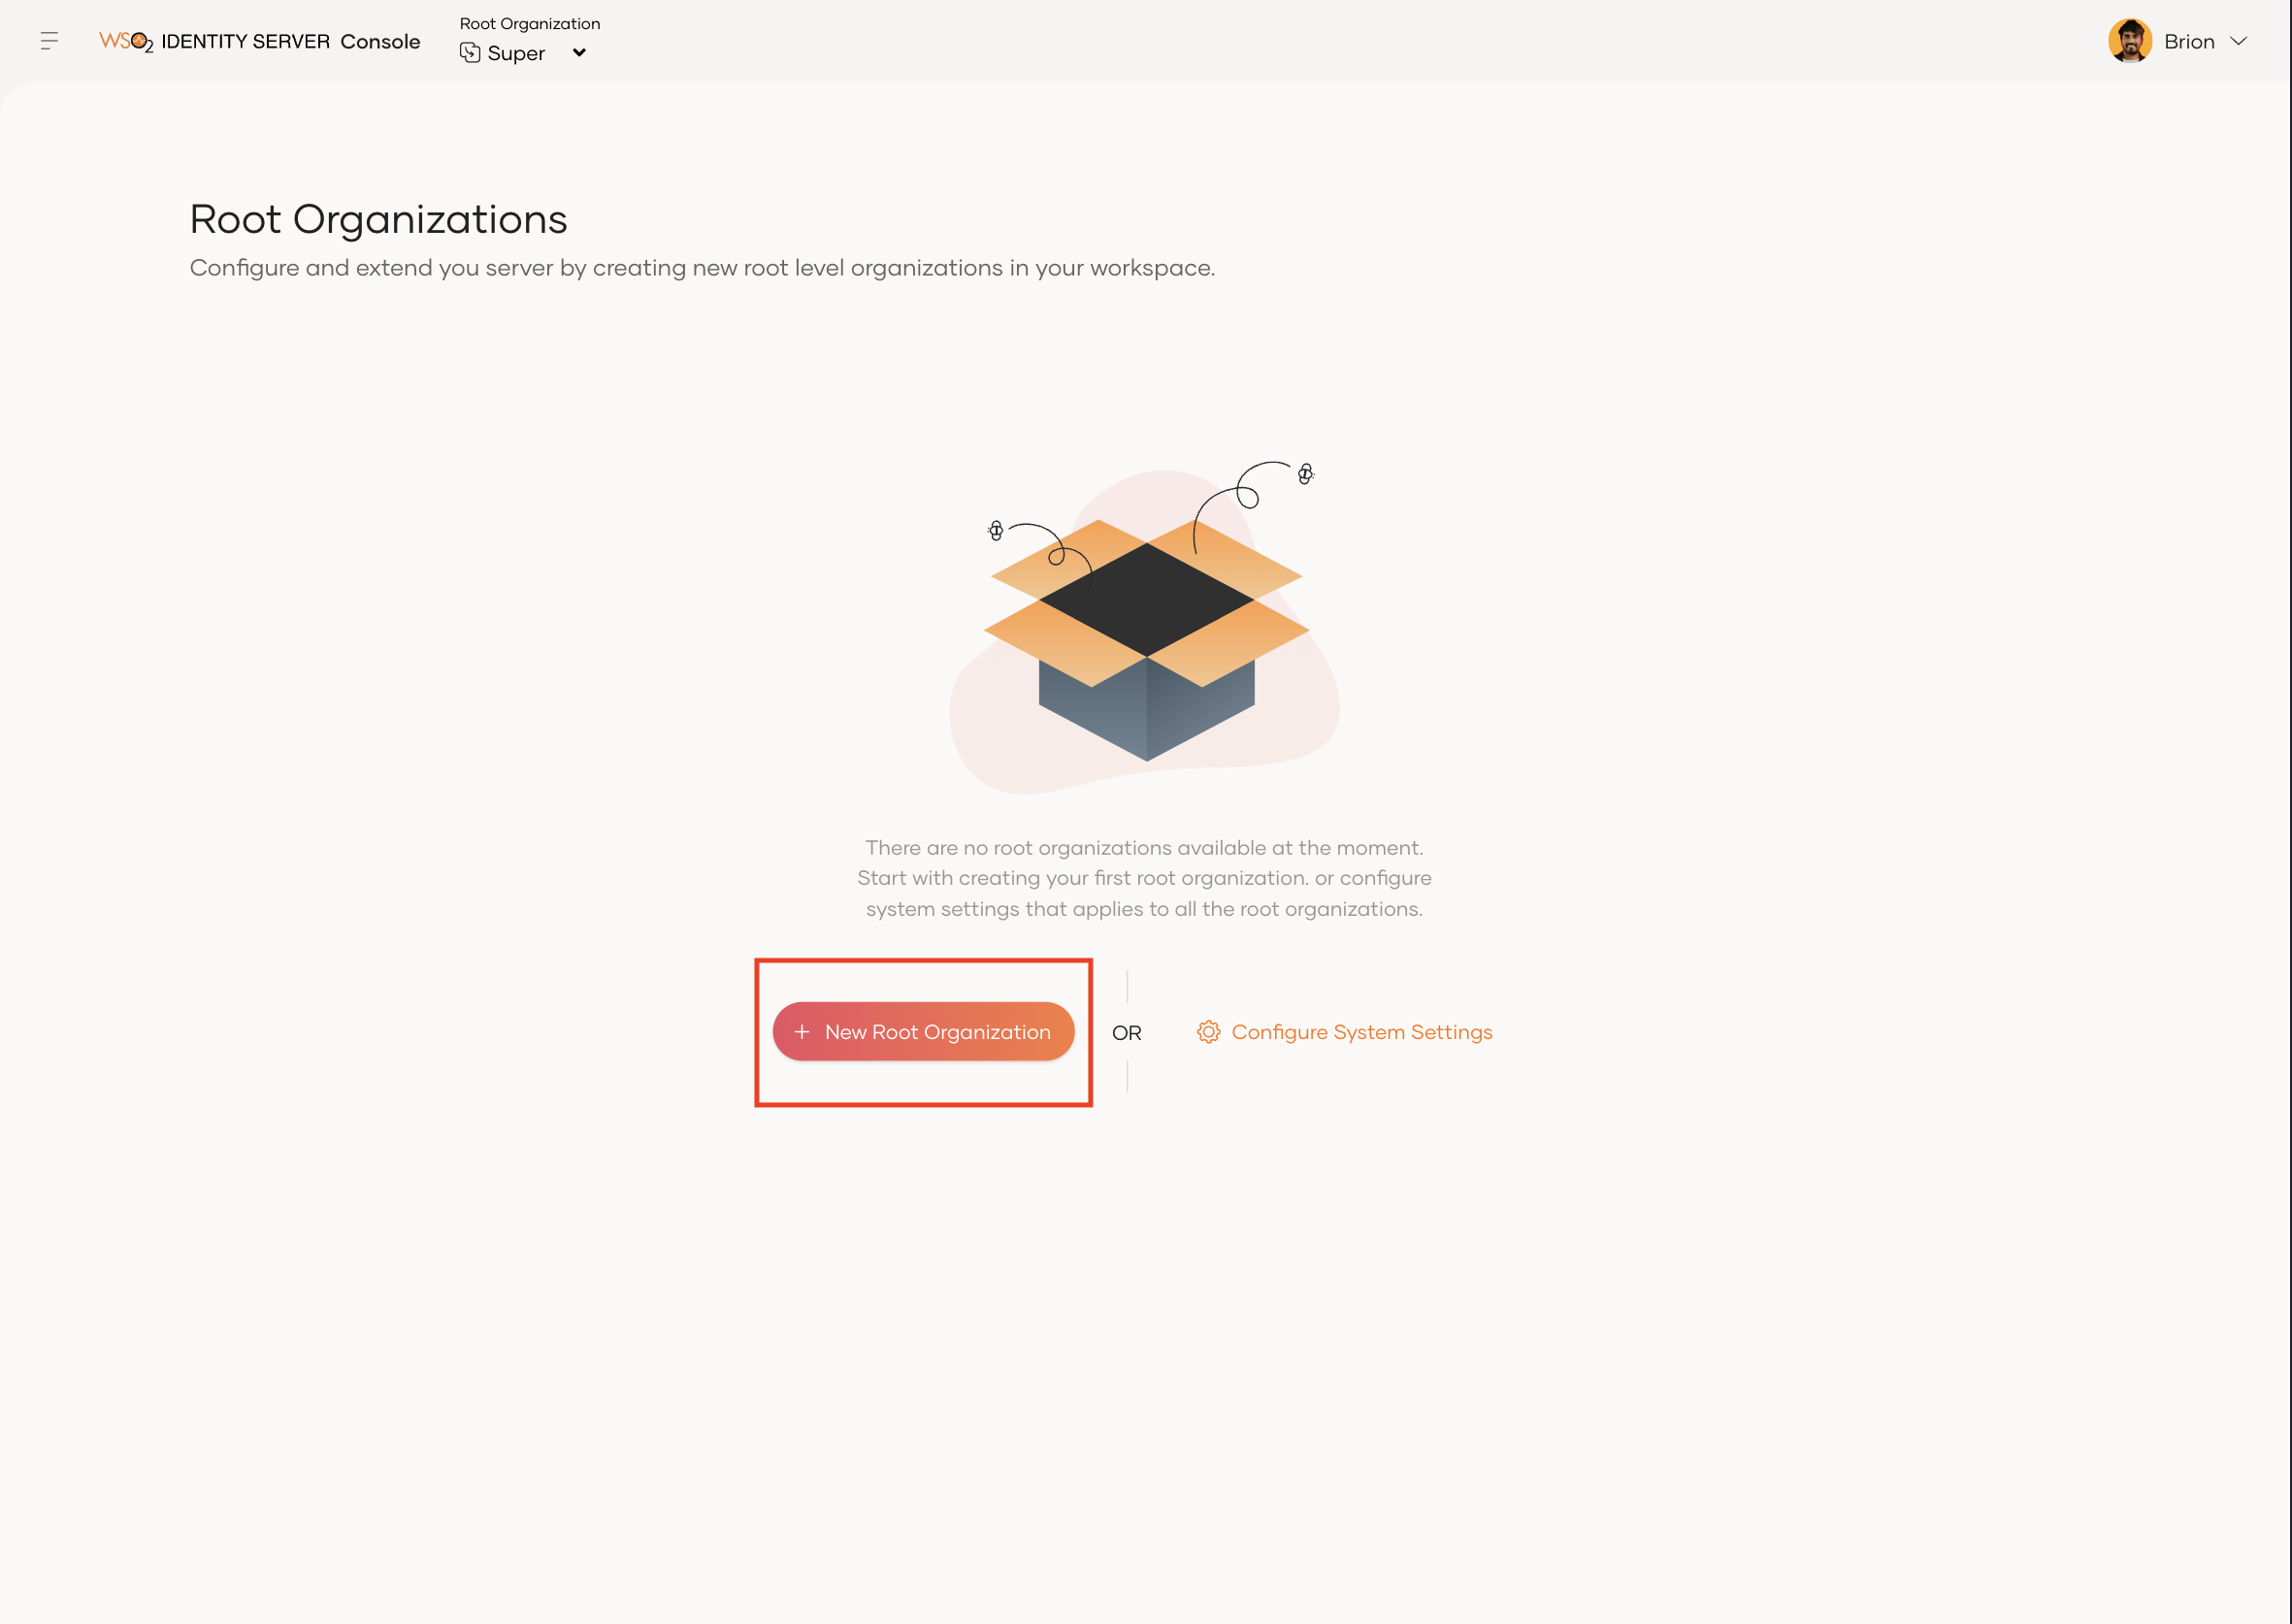 Root Organization
WSO2 IDENTITY SERVER Console
Super
Brion
Root Organizations
Configure and extend you server by creating new root level organizations in your workspace.
There are no root organizations available at the moment.
Start with creating your first root organization. or configure
system settings that applies to all the root organizations.
+ New Root Organization
OR
Configure System Settings